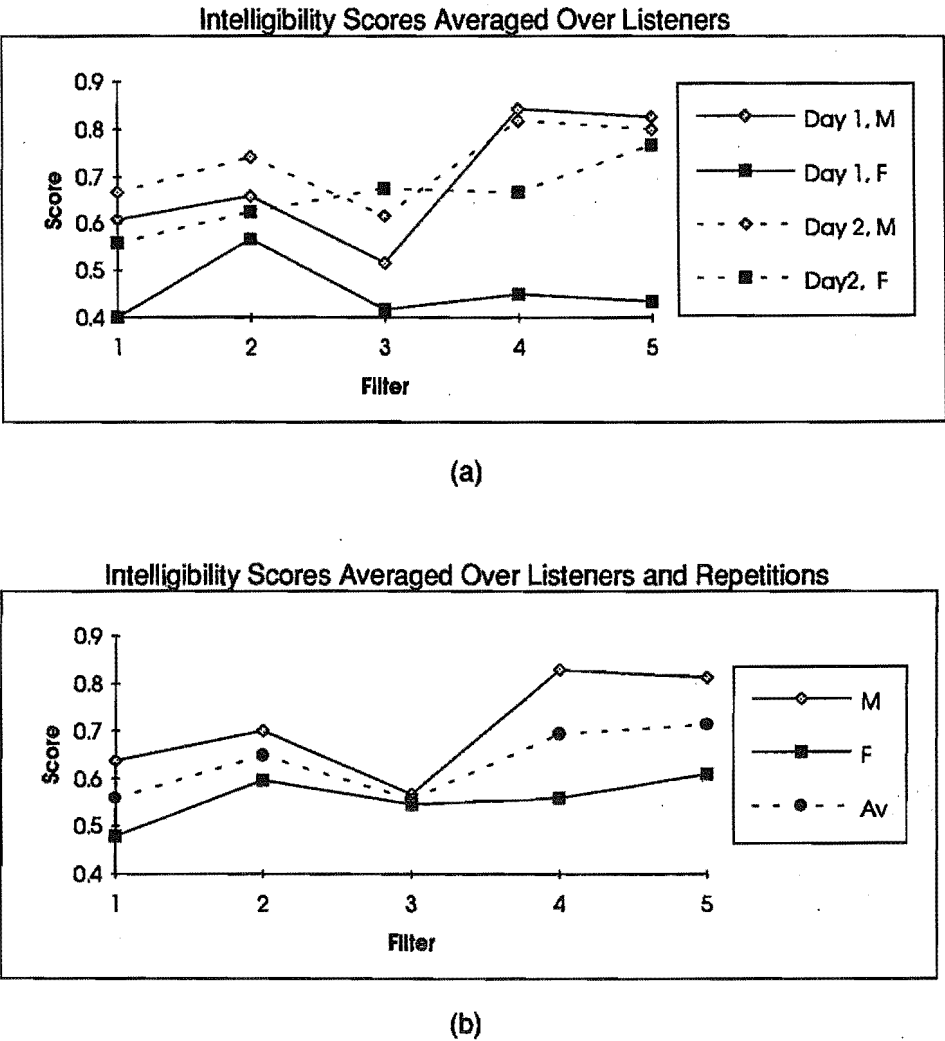 Intelligibility Scores Averaged Over Listeners
0.9
0.8
0.7
0.6
0.5
0.4
Score
1 2 3 4 5
Filter
Day 1, M
Day 1, F
Day 2, M
Day2, F
(a)
Intelligibility Scores Averaged Over Listeners and Repetitions
0.9
0.8
0.7
0.6
0.5
0.4
Score
1 2 3 4 5
Filter
M
F
Av
(b)